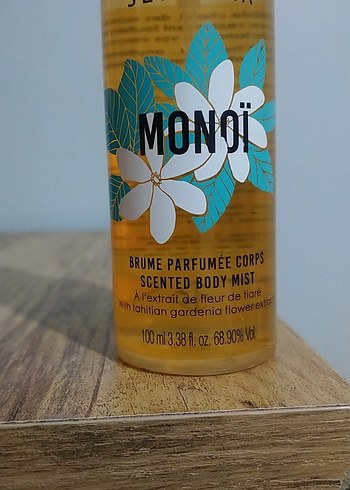 MONOÏ
BRUME PARFUMÉE CORPS
SCENTED BODY MIST
À l'extrait de fleur de tiaré
With tahitian gardenia flower extract
100 ml 3.38 fl. oz. 68.90% Vol.